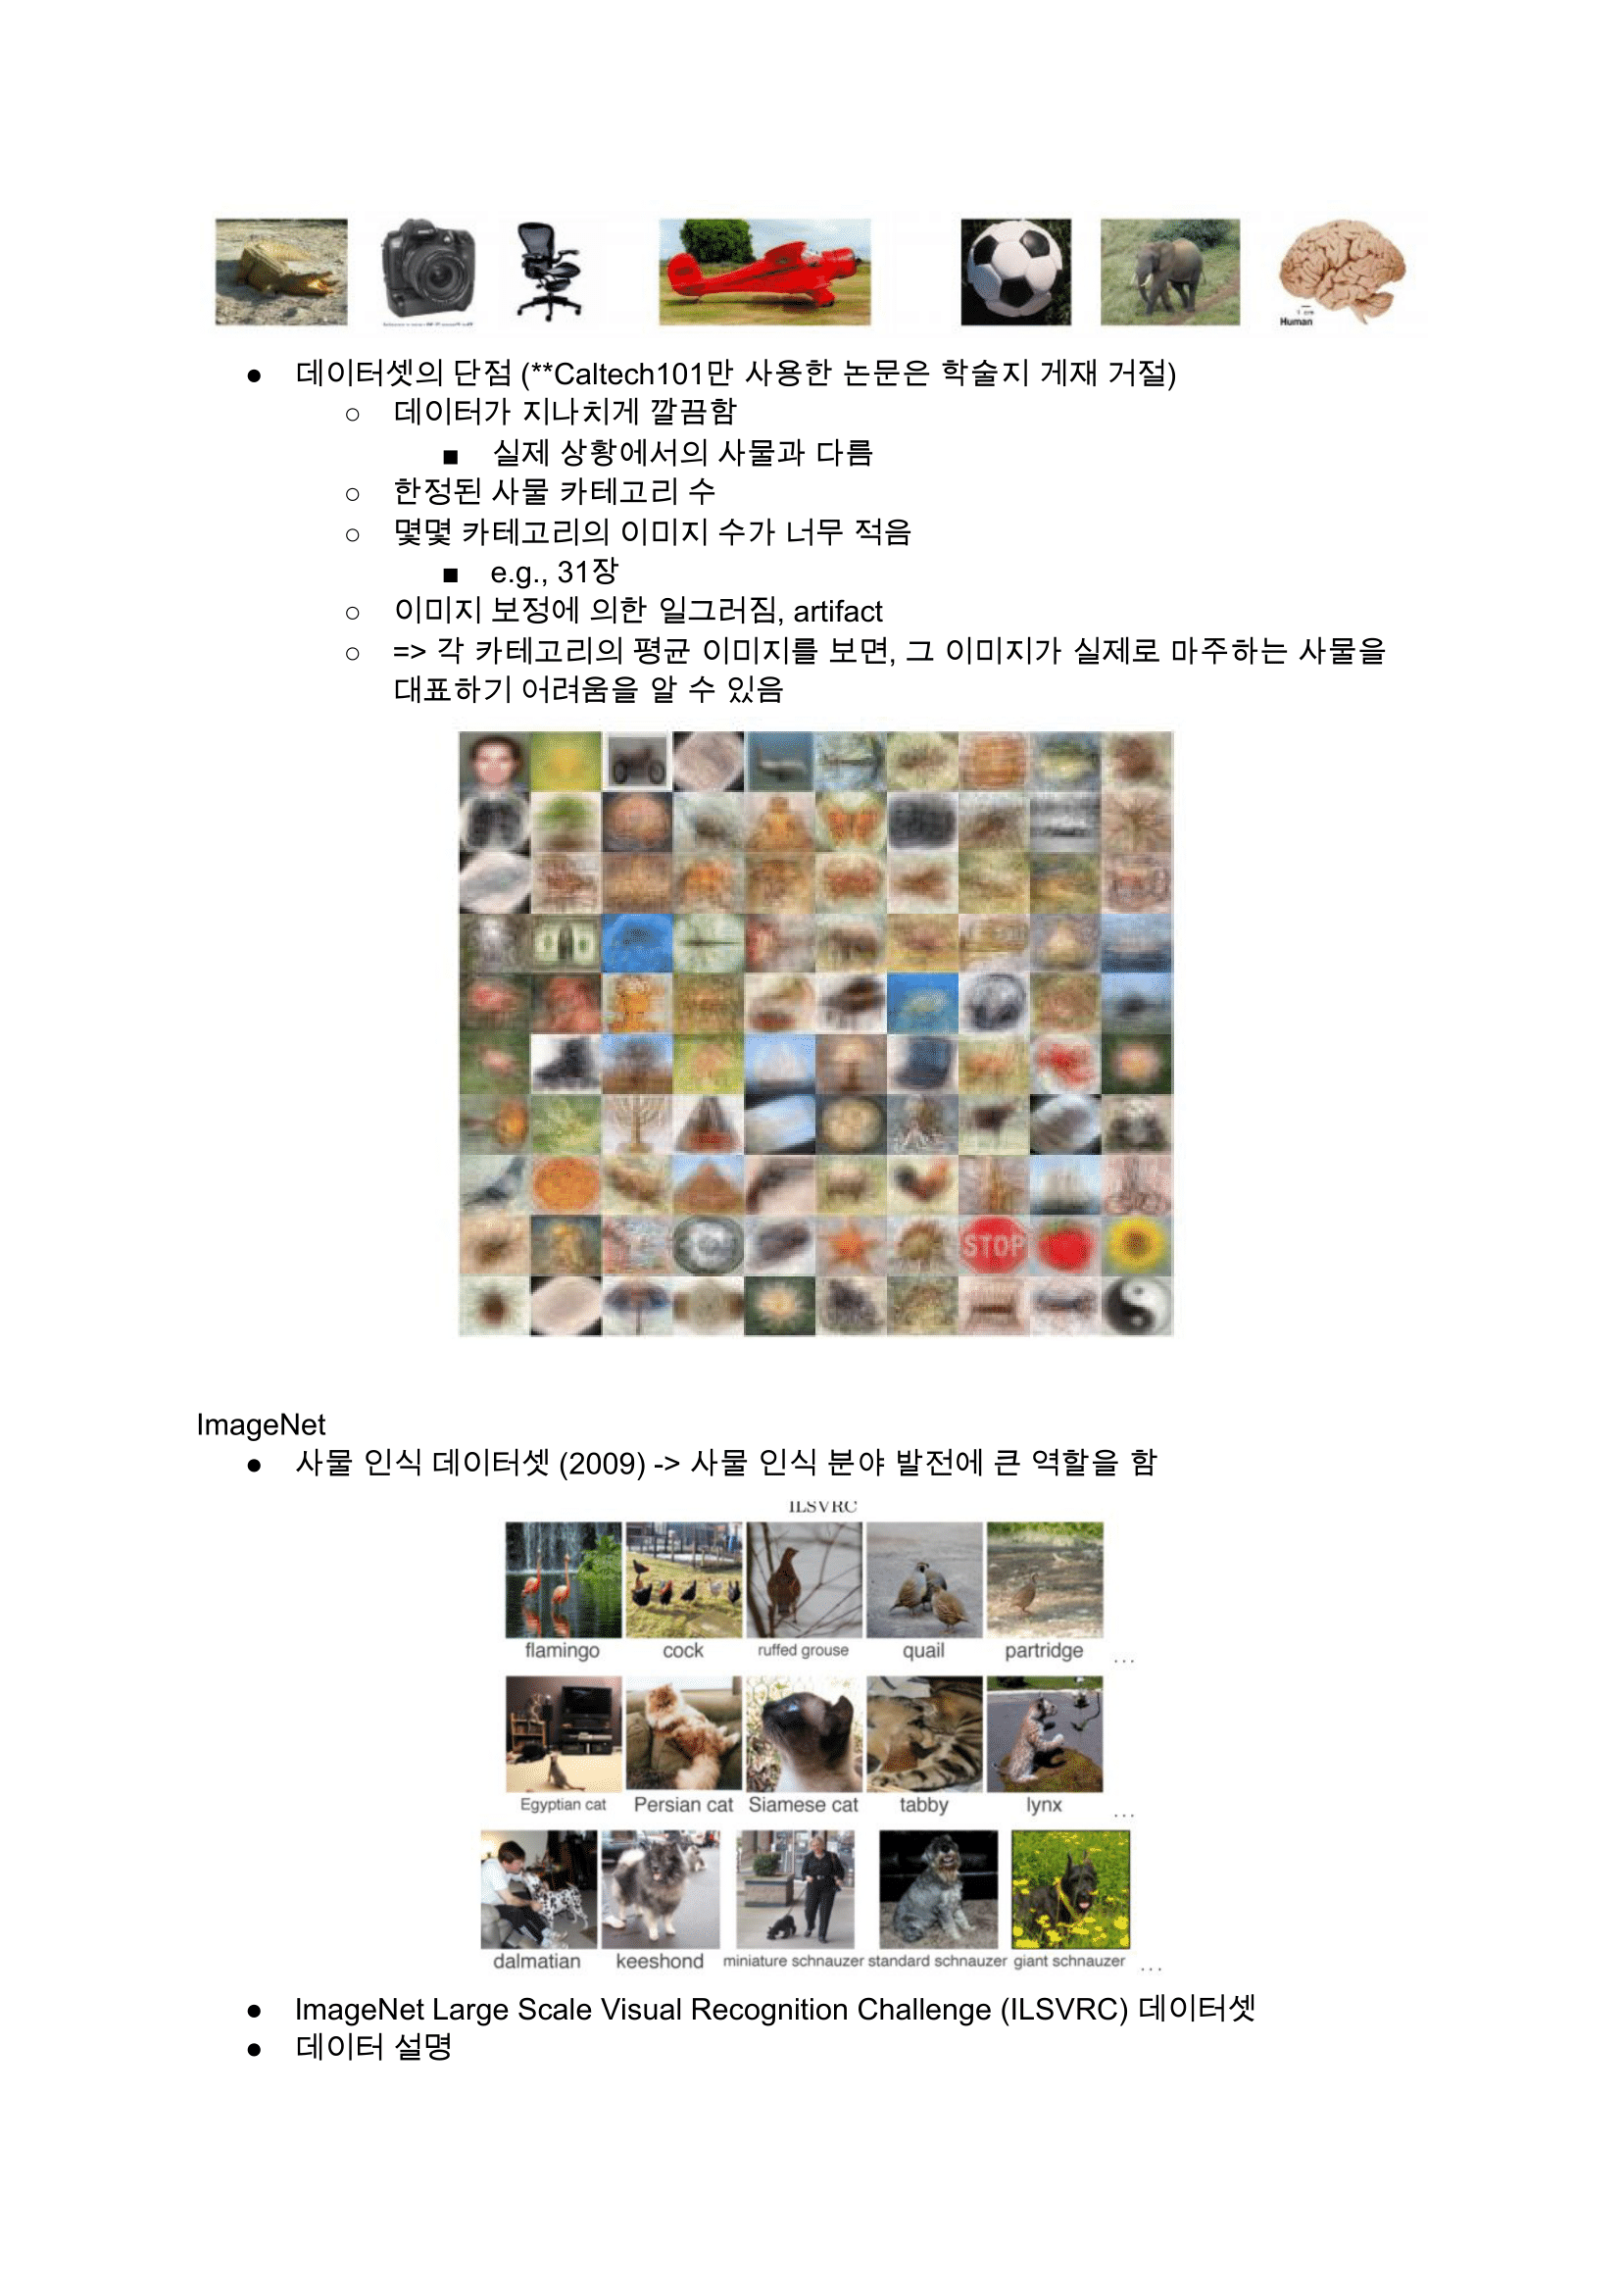 1 cm
Human
● 데이터셋의 단점 (**Caltech101만 사용한 논문은 학술지 게재 거절)
○ 데이터가 지나치게 깔끔함
■ 실제 상황에서의 사물과 다름
○ 한정된 사물 카테고리 수
○ 몇몇 카테고리의 이미지 수가 너무 적음
■ e.g., 31장
○ 이미지 보정에 의한 일그러짐, artifact
○ => 각 카테고리의 평균 이미지를 보면, 그 이미지가 실제로 마주하는 사물을
대표하기 어려움을 알 수 있음
STOP
ImageNet
● 사물 인식 데이터셋 (2009) -> 사물 인식 분야 발전에 큰 역할을 함
ILSVRC
flamingo cock ruffed grouse quail partridge ...
Egyptian cat Persian cat Siamese cat tabby lynx ...
dalmatian keeshond miniature schnauzer standard schnauzer giant schnauzer ...
● ImageNet Large Scale Visual Recognition Challenge (ILSVRC) 데이터셋
● 데이터 설명